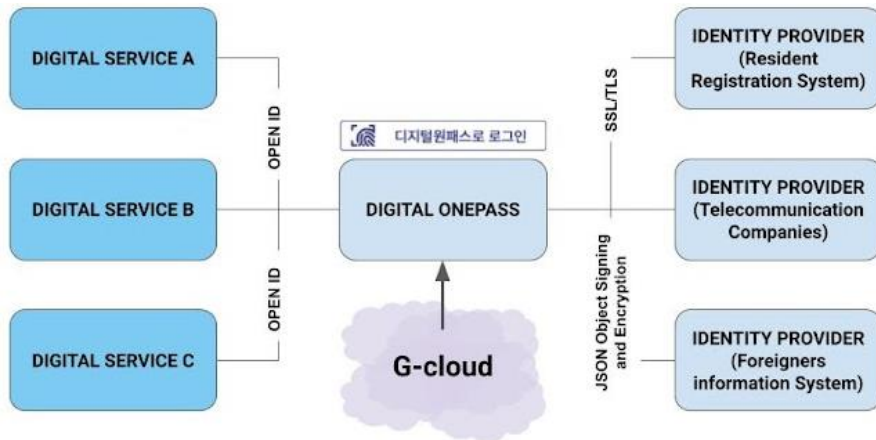 DIGITAL SERVICE A
OPEN ID
DIGITAL SERVICE B
OPEN ID
DIGITAL SERVICE C
디지털원패스로 로그인
DIGITAL ONEPASS
G-cloud
SSL/TLS
JSON Object Signing
and Encryption
IDENTITY PROVIDER
(Resident
Registration System)
IDENTITY PROVIDER
(Telecommunication
Companies)
IDENTITY PROVIDER
(Foreigners
information System)